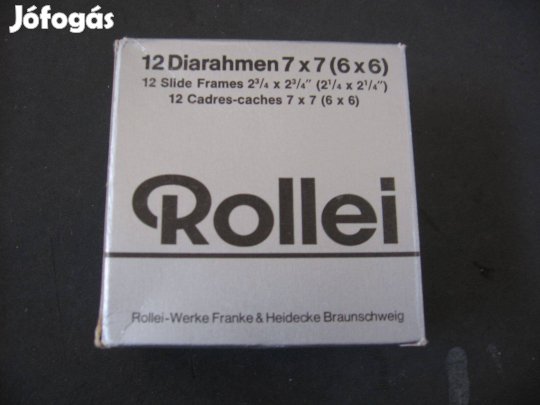 Jófogás
12 Diarahmen 7 x 7 (6 x 6)
12 Slide Frames 2³/₄ x 2³/₄″ (2¹/₄ x 2¹/₄″)
12 Cadres-caches 7 x 7 (6 x 6)
Rollei
Rollei-Werke Franke & Heidecke Braunschweig